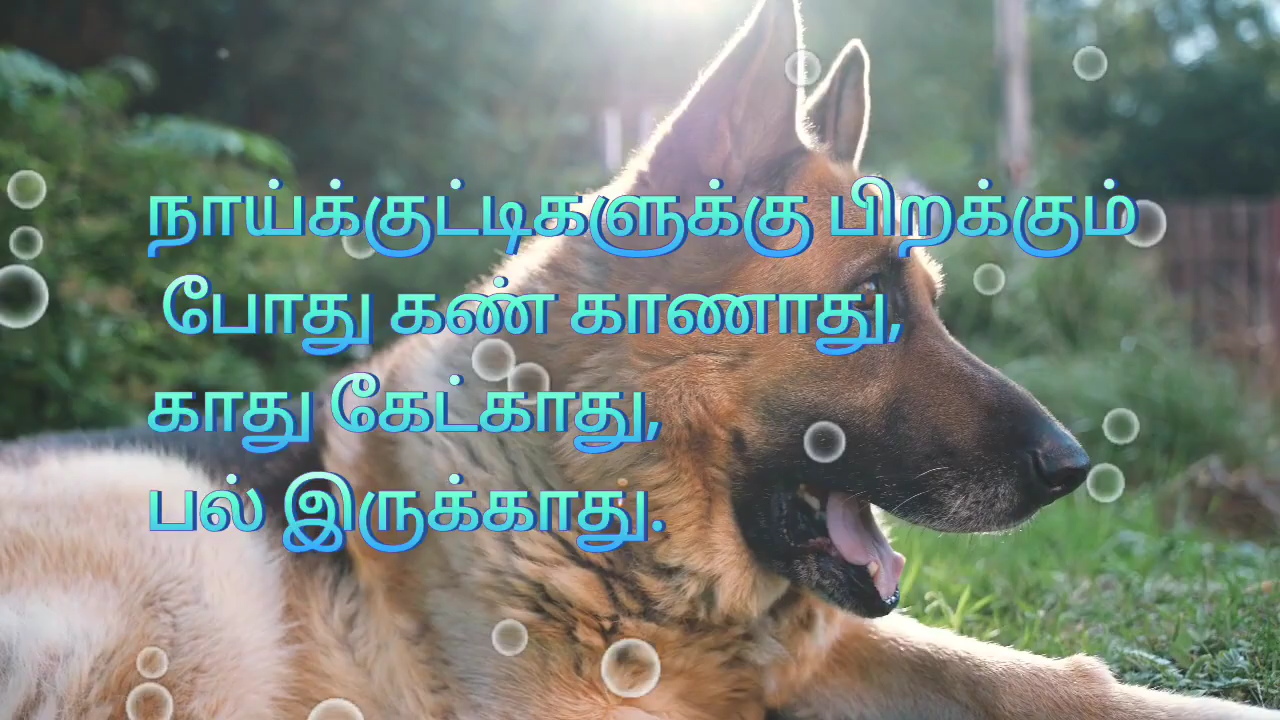 நாய்க்குட்டிகளுக்கு பிறக்கும்
போது கண் காணாது,
காது கேட்காது,
பல் இருக்காது.